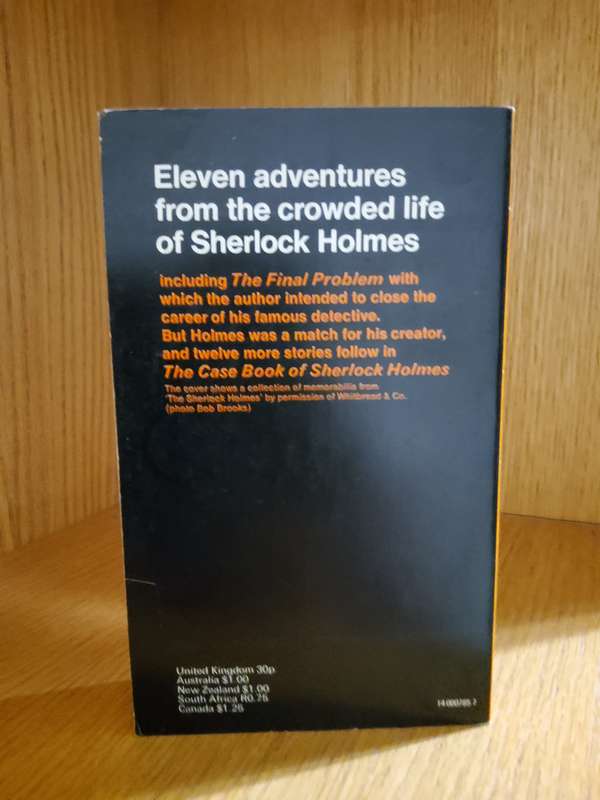 Eleven adventures
from the crowded life
of Sherlock Holmes
including The Final Problem with
which the author intended to close the
career of his famous detective.
But Holmes was a match for his creator,
and twelve more stories follow in
The Case Book of Sherlock Holmes
The cover shows a collection of memorabilia from
'The Sherlock Holmes' by permission of Whitbread & Co.
(photo Bob Brooks)
United Kingdom 30p
Australia $1.00
New Zealand $1.00
South Africa R0.75
Canada $1.25
14 000785 7